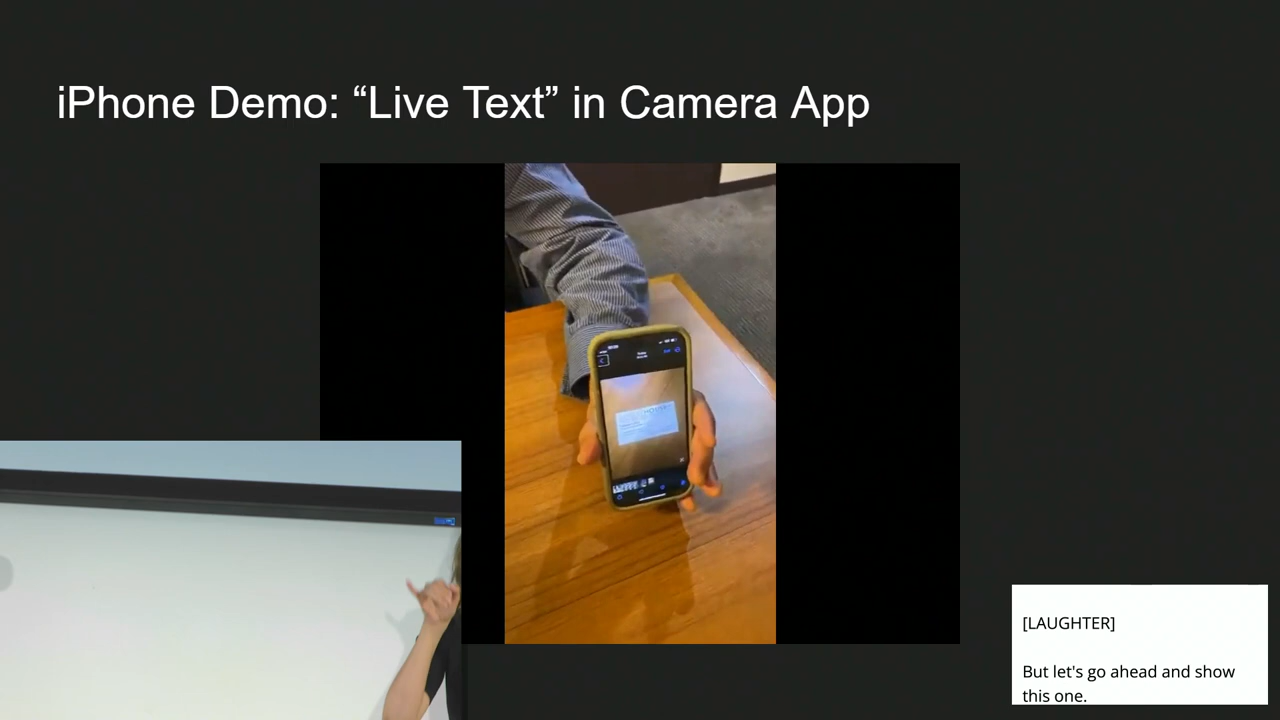 iPhone Demo: “Live Text” in Camera App
[LAUGHTER]
But let's go ahead and show
this one.